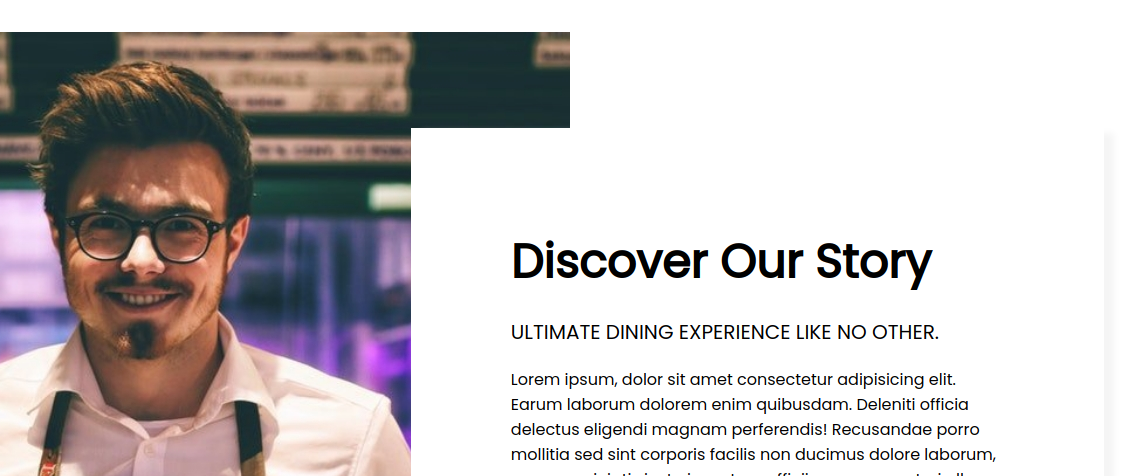 Discover Our Story
ULTIMATE DINING EXPERIENCE LIKE NO OTHER.
Lorem ipsum, dolor sit amet consectetur adipisicing elit.
Earum laborum dolorem enim quibusdam. Deleniti officia
delectus eligendi magnam perferendis! Recusandae porro
mollitia sed sint corporis facilis non ducimus dolore laborum,